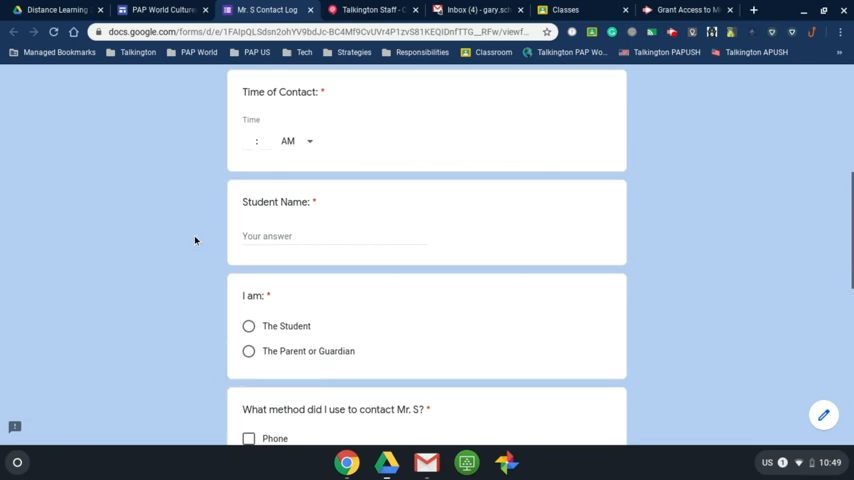 Distance Learning
PAP World Culture
Mr. S Contact Log
Talkington Staff - C
Inbox (4) - gary.sch
Classes
Grant Access to M
docs.google.com/forms/d/e/1FAIpQLSdsn2ohYV9bdJc-BC4Mf9CvUVr4P1zvS81KEQIDnfTTG__RFw/viewf...
Managed Bookmarks
Talkington
PAP World
PAP US
Tech
Strategies
Responsibilities
Classroom
Talkington PAP Wo...
Talkington PAPUSH
Talkington APUSH
»
Time of Contact: *
Time
: AM
Student Name: *
Your answer
I am: *
The Student
The Parent or Guardian
What method did I use to contact Mr. S? *
Phone
US 1 10:49